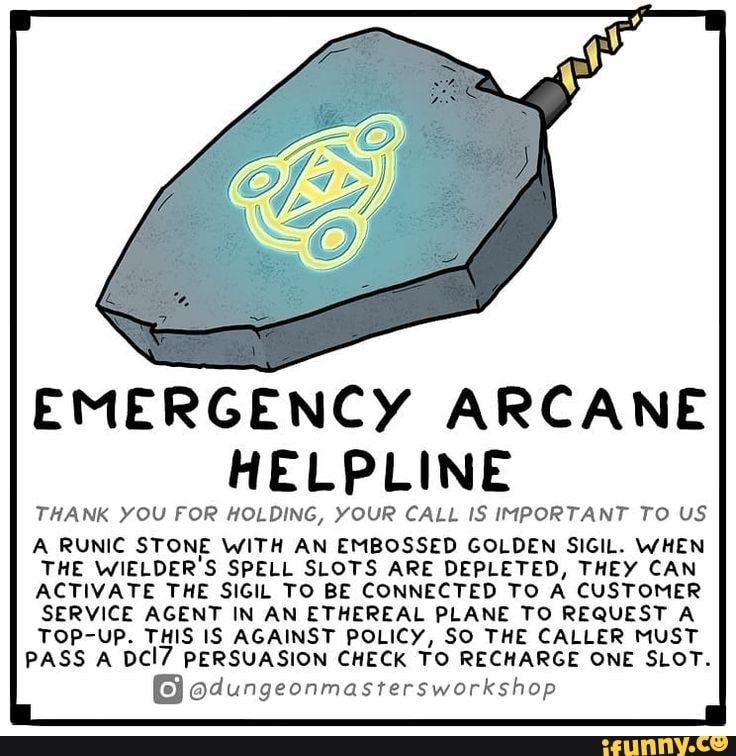 EMERGENCY ARCANE
HELPLINE
THANK YOU FOR HOLDING, YOUR CALL IS IMPORTANT TO US
A RUNIC STONE WITH AN EMBOSSED GOLDEN SIGIL. WHEN
THE WIELDER'S SPELL SLOTS ARE DEPLETED, THEY CAN
ACTIVATE THE SIGIL TO BE CONNECTED TO A CUSTOMER
SERVICE AGENT IN AN ETHEREAL PLANE TO REQUEST A
TOP-UP. THIS IS AGAINST POLICY, SO THE CALLER MUST
PASS A DC17 PERSUASION CHECK TO RECHARGE ONE SLOT.
@dungeonmastersworkshop
ifunny.co